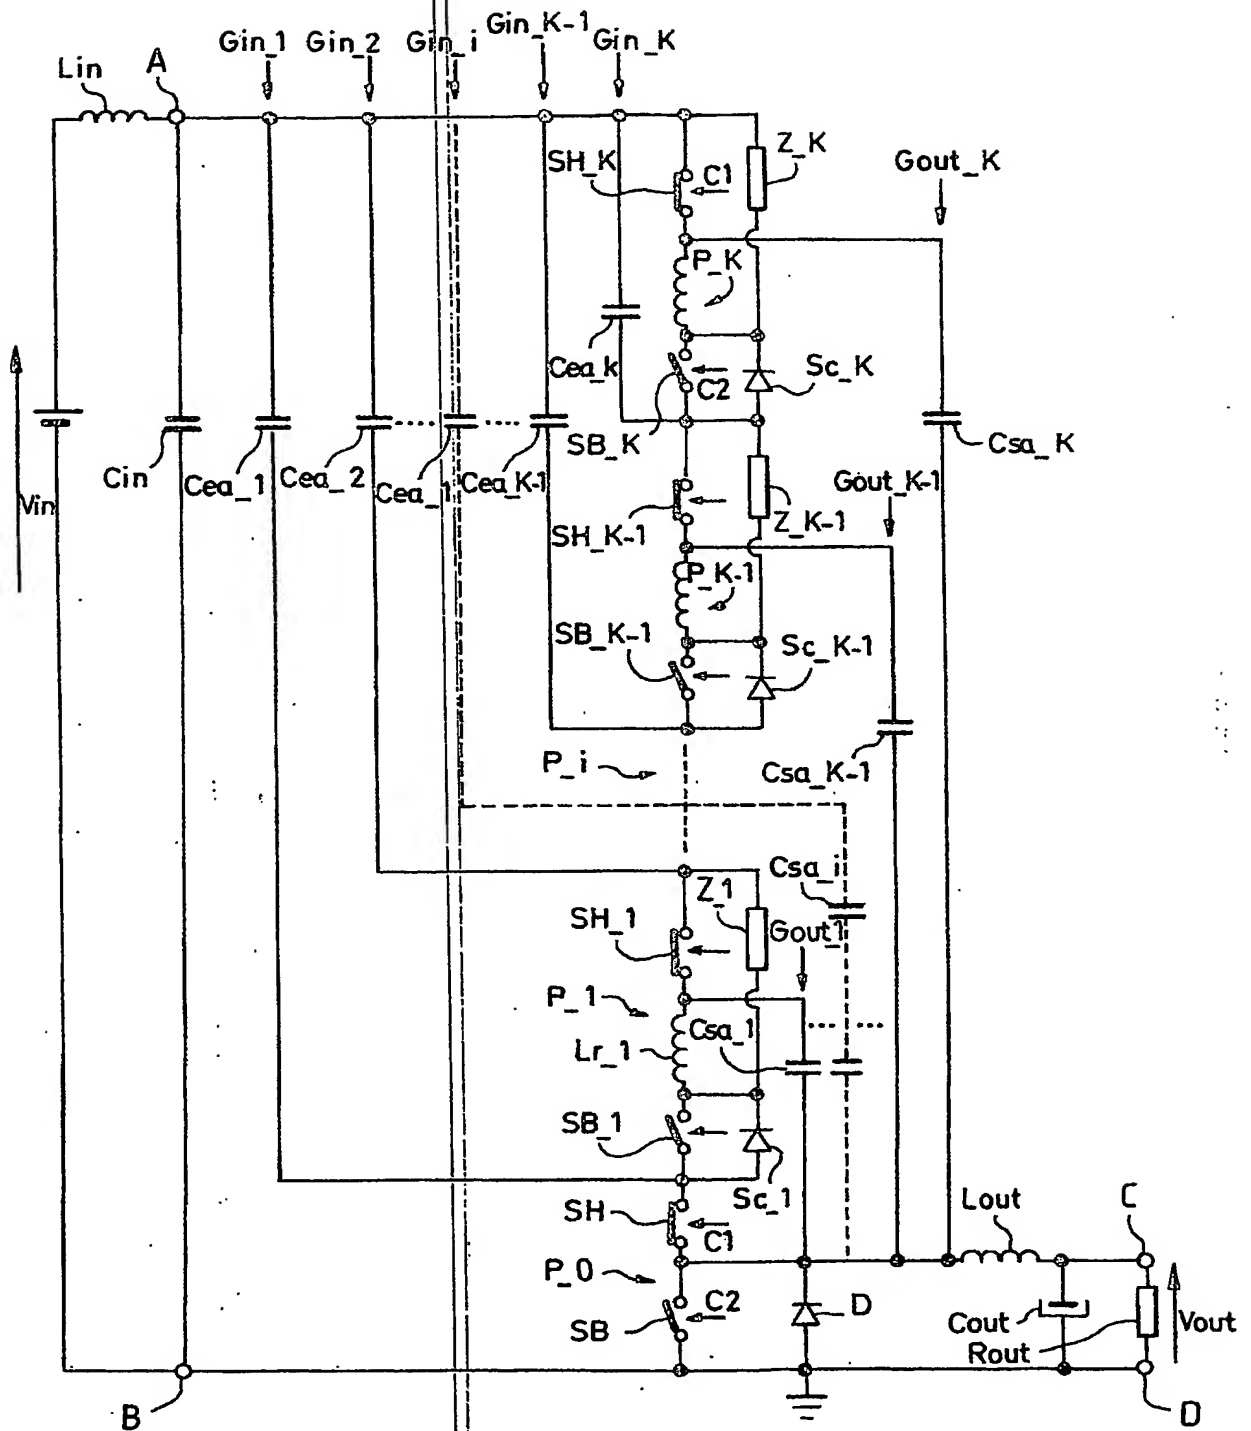 Gin_1
Gin_2
Gin_i
Gin_K-1
Gin_K
Lin
A
SH_K
C1
Z_K
Gout_K
P_K
Cea_k
C2
Sc_K
SB_K
Vin
Cin
Cea_1
Cea_2
Cea_1
Cea_K-1
Csa_K
Gout_K-1
SH_K-1
Z_K-1
P_K-1
SB_K-1
Sc_K-1
P_i
Csa_K-1
Csa_i
Z_1
SH_1
Gout_1
P_1
Csa_1
Lr_1
SB_1
Sc_1
SH
C1
Lout
C
P_0
C2
D
SB
Cout
Rout
Vout
B
D